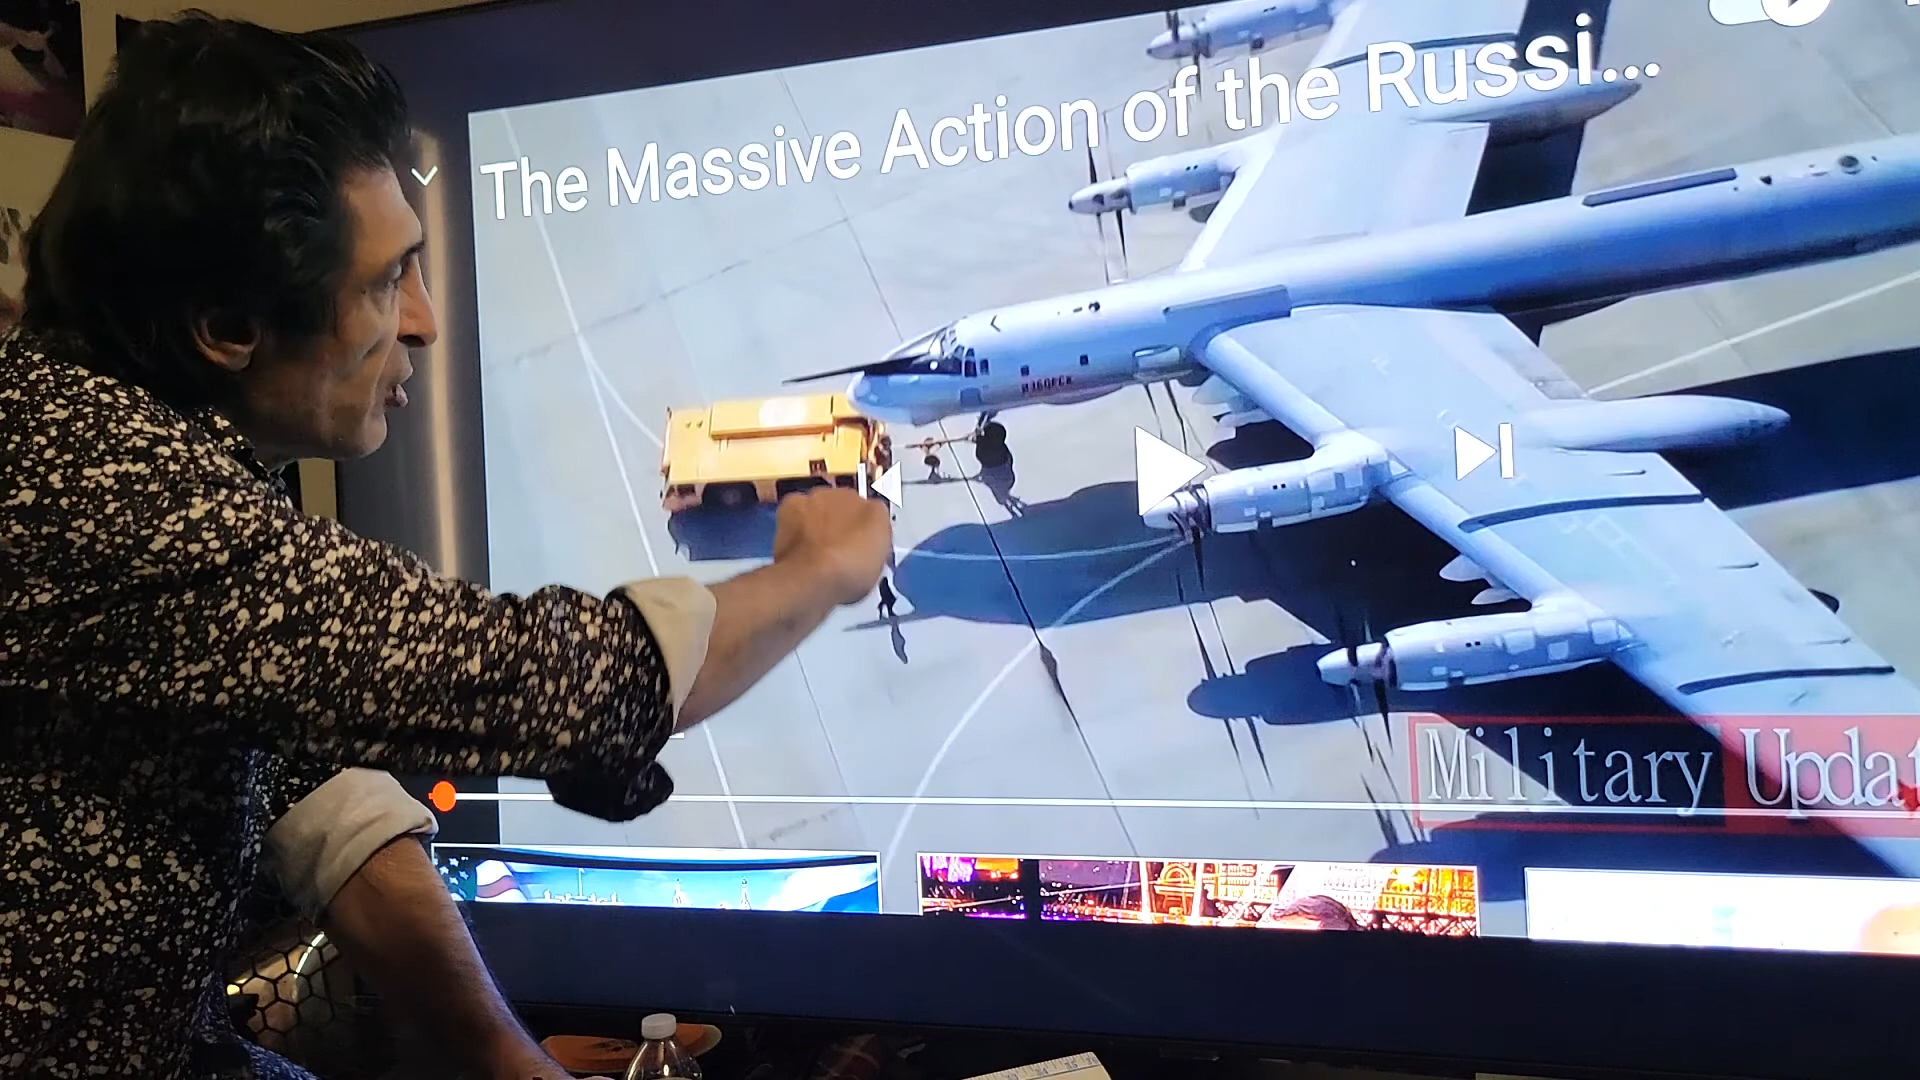 The Massive Action of the Russi...
Military Updat